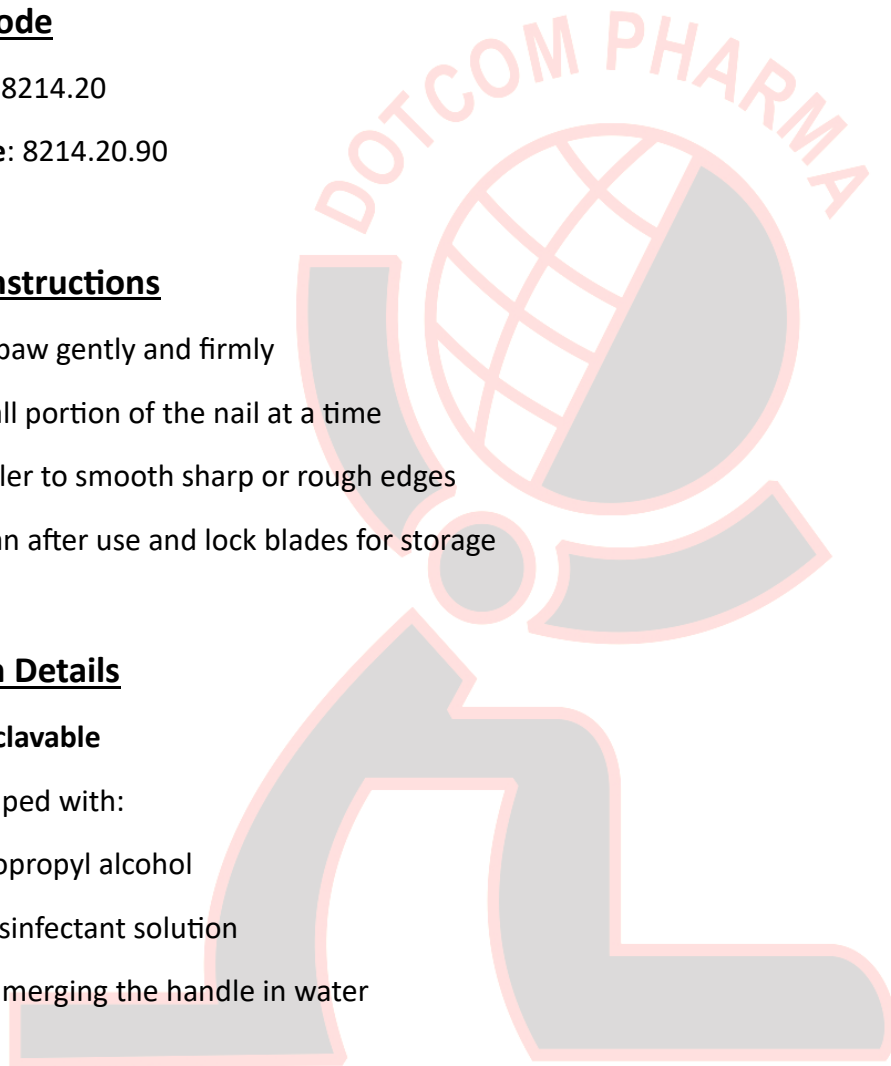 ode
8214.20
e: 8214.20.90
nstructions
paw gently and firmly
all portion of the nail at a time
ler to smooth sharp or rough edges
an after use and lock blades for storage
n Details
clavable
ped with:
opropyl alcohol
sinfectant solution
merging the handle in water
DOTCOM PHARMA